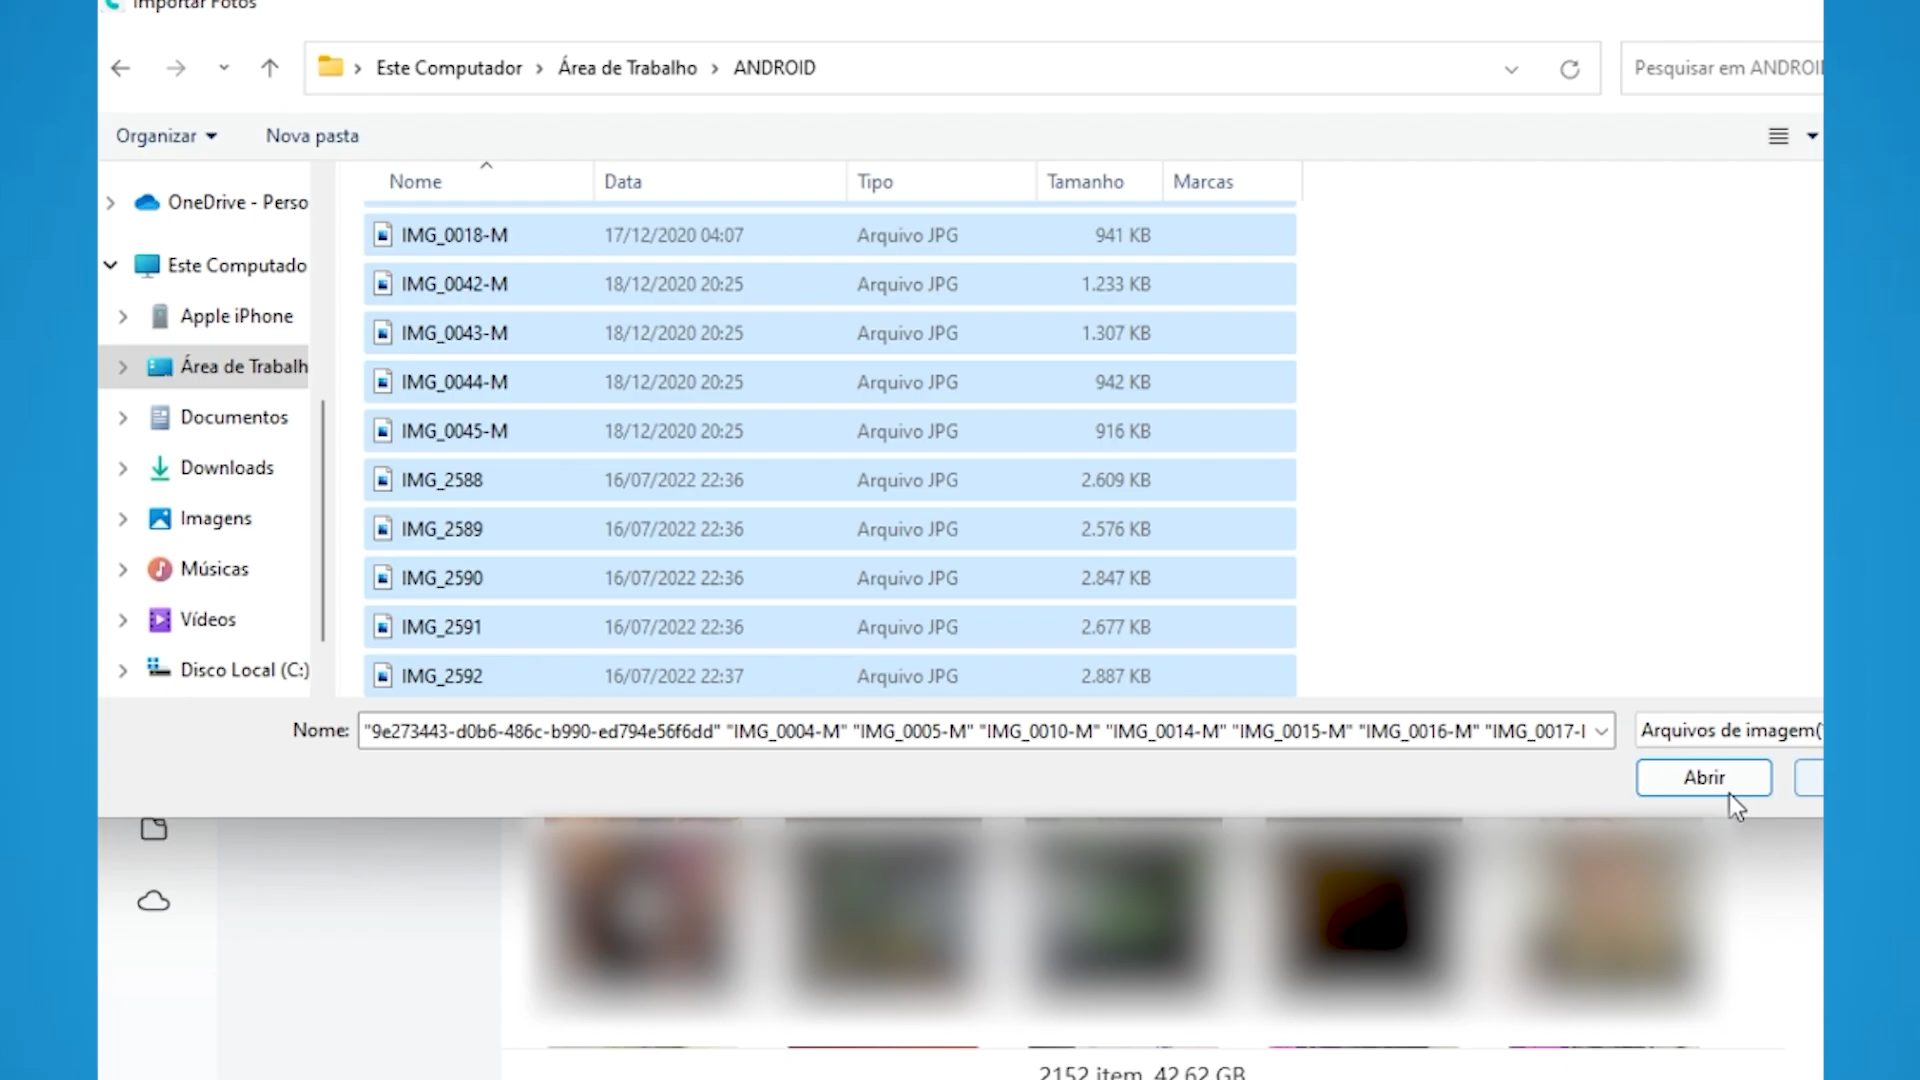 Importar Fotos
Este Computador > Área de Trabalho > ANDROID
Pesquisar em ANDROI
Organizar
Nova pasta
Nome Data Tipo Tamanho Marcas
OneDrive - Perso
Este Computado
Apple iPhone
Área de Trabalh
Documentos
Downloads
Imagens
Músicas
Vídeos
Disco Local (C:)
IMG_0018-M 17/12/2020 04:07 Arquivo JPG 941 KB
IMG_0042-M 18/12/2020 20:25 Arquivo JPG 1.233 KB
IMG_0043-M 18/12/2020 20:25 Arquivo JPG 1.307 KB
IMG_0044-M 18/12/2020 20:25 Arquivo JPG 942 KB
IMG_0045-M 18/12/2020 20:25 Arquivo JPG 916 KB
IMG_2588 16/07/2022 22:36 Arquivo JPG 2.609 KB
IMG_2589 16/07/2022 22:36 Arquivo JPG 2.576 KB
IMG_2590 16/07/2022 22:36 Arquivo JPG 2.847 KB
IMG_2591 16/07/2022 22:36 Arquivo JPG 2.677 KB
IMG_2592 16/07/2022 22:37 Arquivo JPG 2.887 KB
Nome: "9e273443-d0b6-486c-b990-ed794e56f6dd" "IMG_0004-M" "IMG_0005-M" "IMG_0010-M" "IMG_0014-M" "IMG_0015-M" "IMG_0016-M" "IMG_0017-I
Arquivos de imagem(
Abrir
2152 item, 42.62 GB